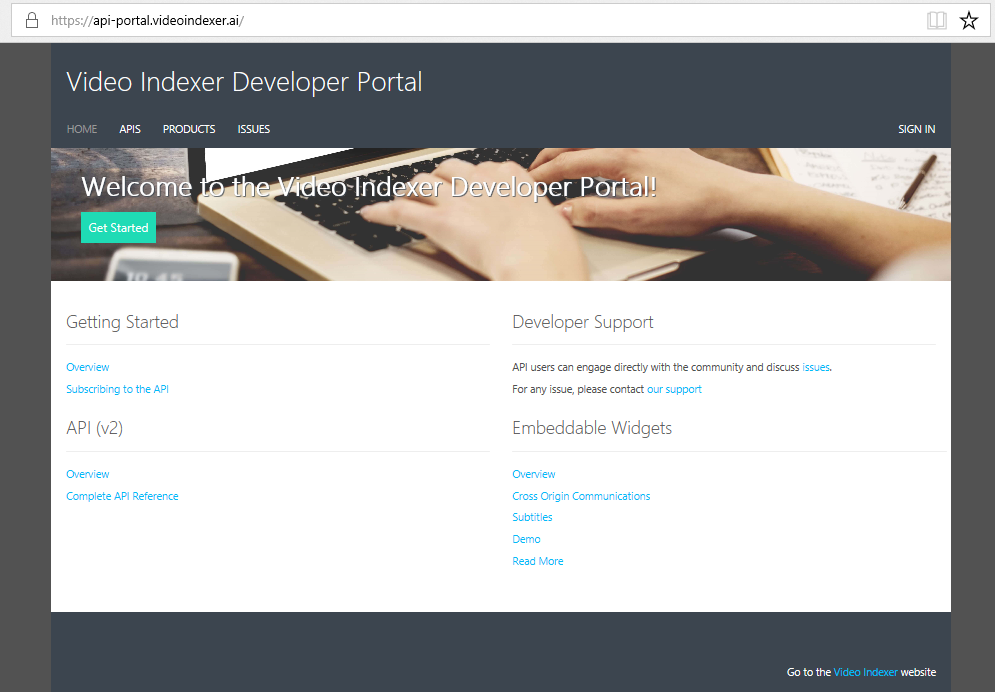 https://api-portal.videoindexer.ai/
Video Indexer Developer Portal
HOME APIS PRODUCTS ISSUES SIGN IN
Welcome to the Video Indexer Developer Portal!
Get Started
10 45
Getting Started
Overview
Subscribing to the API
API (v2)
Overview
Complete API Reference
Developer Support
API users can engage directly with the community and discuss issues.
For any issue, please contact our support
Embeddable Widgets
Overview
Cross Origin Communications
Subtitles
Demo
Read More
Go to the Video Indexer website